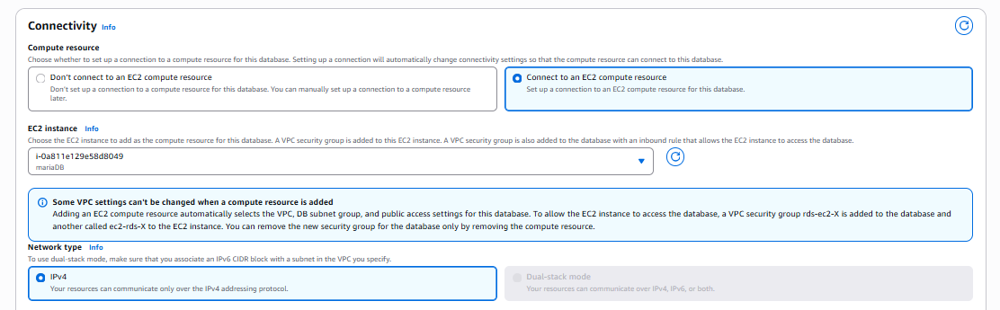 Connectivity Info
Compute resource
Choose whether to set up a connection to a compute resource for this database. Setting up a connection will automatically change connectivity settings so that the compute resource can connect to this database.
Don't connect to an EC2 compute resource
Don't set up a connection to a compute resource for this database. You can manually set up a connection to a compute resource
later.
Connect to an EC2 compute resource
Set up a connection to an EC2 compute resource for this database.
EC2 instance Info
Choose the EC2 instance to add as the compute resource for this database. A VPC security group is added to this EC2 instance. A VPC security group is also added to the database with an inbound rule that allows the EC2 instance to access the database.
i-0a811e129e58d8049
mariaDB
Some VPC settings can't be changed when a compute resource is added
Adding an EC2 compute resource automatically selects the VPC, DB subnet group, and public access settings for this database. To allow the EC2 instance to access the database, a VPC security group rds-ec2-X is added to the database and
another called ec2-rds-X to the EC2 instance. You can remove the new security group for the database only by removing the compute resource.
Network type Info
To use dual-stack mode, make sure that you associate an IPv6 CIDR block with a subnet in the VPC you specify.
IPv4
Your resources can communicate only over the IPv4 addressing protocol.
Dual-stack mode
Your resources can communicate over IPv4, IPv6, or both.